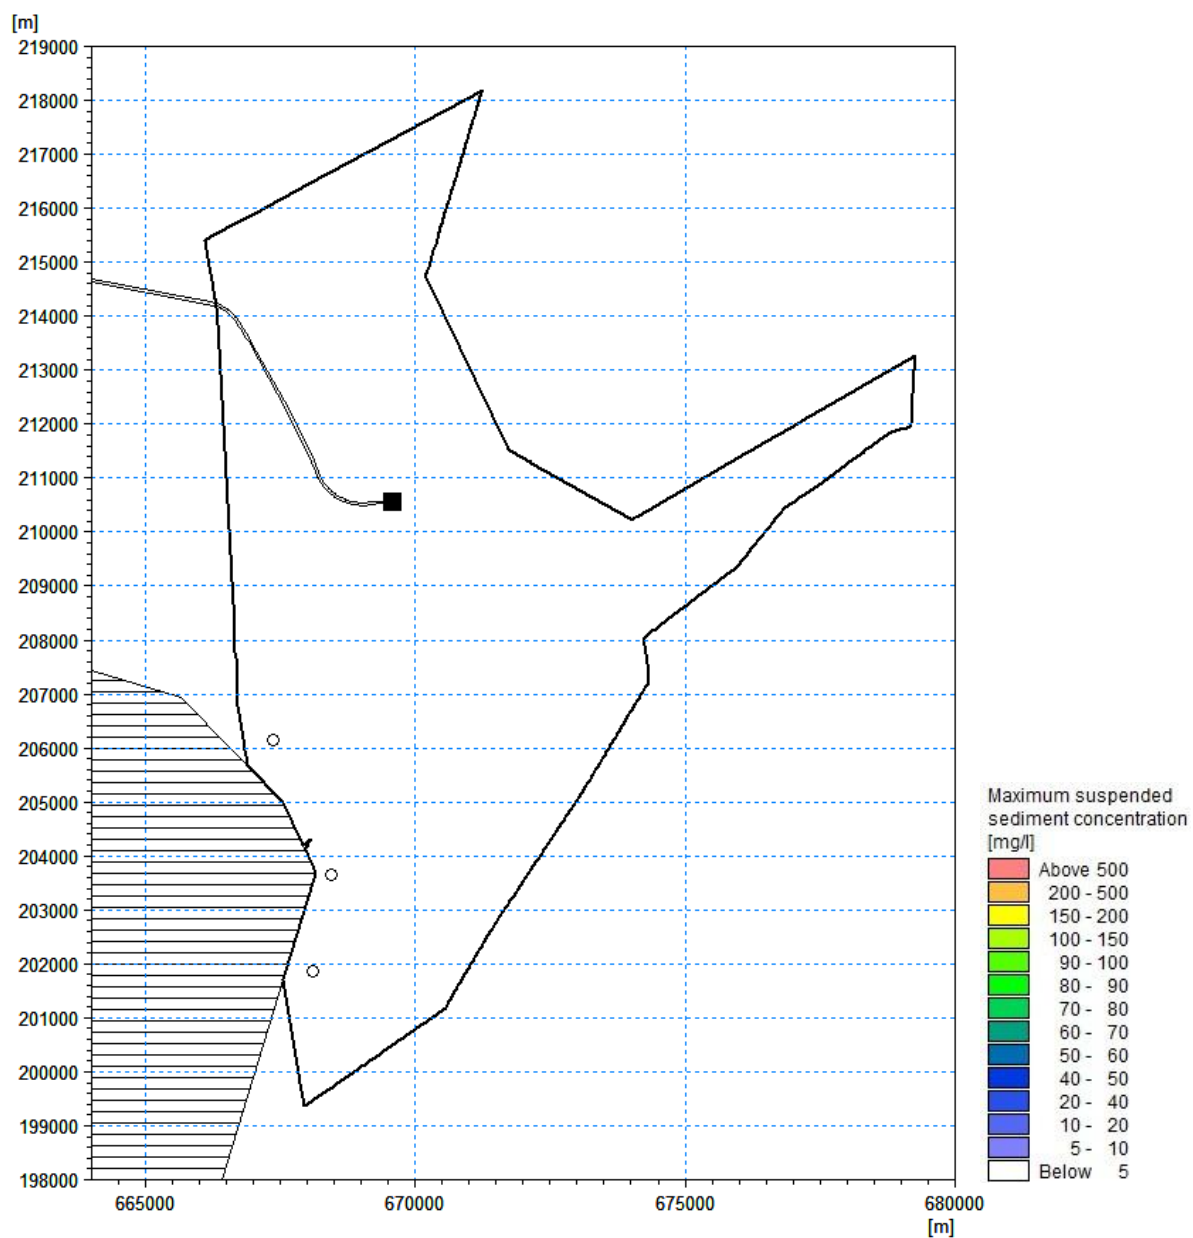 [m]
219000
218000
217000
216000
215000
214000
213000
212000
211000
210000
209000
208000
207000
206000
205000
204000
203000
202000
201000
200000
199000
198000
665000 670000 675000 680000
[m]
Maximum suspended
sediment concentration
[mg/l]
Above 500
200 - 500
150 - 200
100 - 150
90 - 100
80 - 90
70 - 80
60 - 70
50 - 60
40 - 50
20 - 40
10 - 20
5 - 10
Below 5